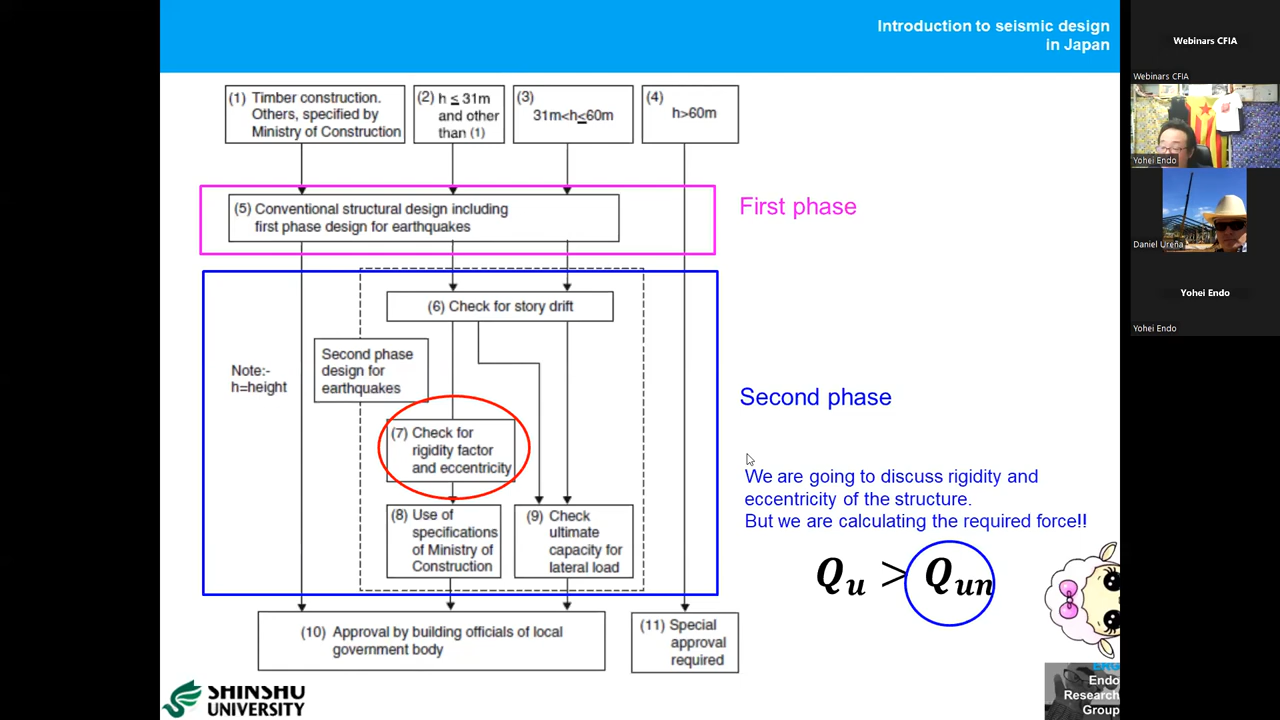 Introduction to seismic design
in Japan
(1) Timber construction.
Others, specified by
Ministry of Construction
(2) h ≤ 31m
and other
than (1)
(3)
31m<h≤60m
(4)
h>60m
(5) Conventional structural design including
first phase design for earthquakes
First phase
(6) Check for story drift
Note:-
h=height
Second phase
design for
earthquakes
(7) Check for
rigidity factor
and eccentricity
(8) Use of
specifications
of Ministry of
Construction
(9) Check
ultimate
capacity for
lateral load
Second phase
We are going to discuss rigidity and
eccentricity of the structure.
But we are calculating the required force!!
Qu > Qun
(10) Approval by building officials of local
government body
(11) Special
approval
required
SHINSHU
UNIVERSITY
ERG
Endo
Research
Group
Webinars CFIA
Webinars CFIA
Yohei Endo
Daniel Ureña
Yohei Endo
Yohei Endo